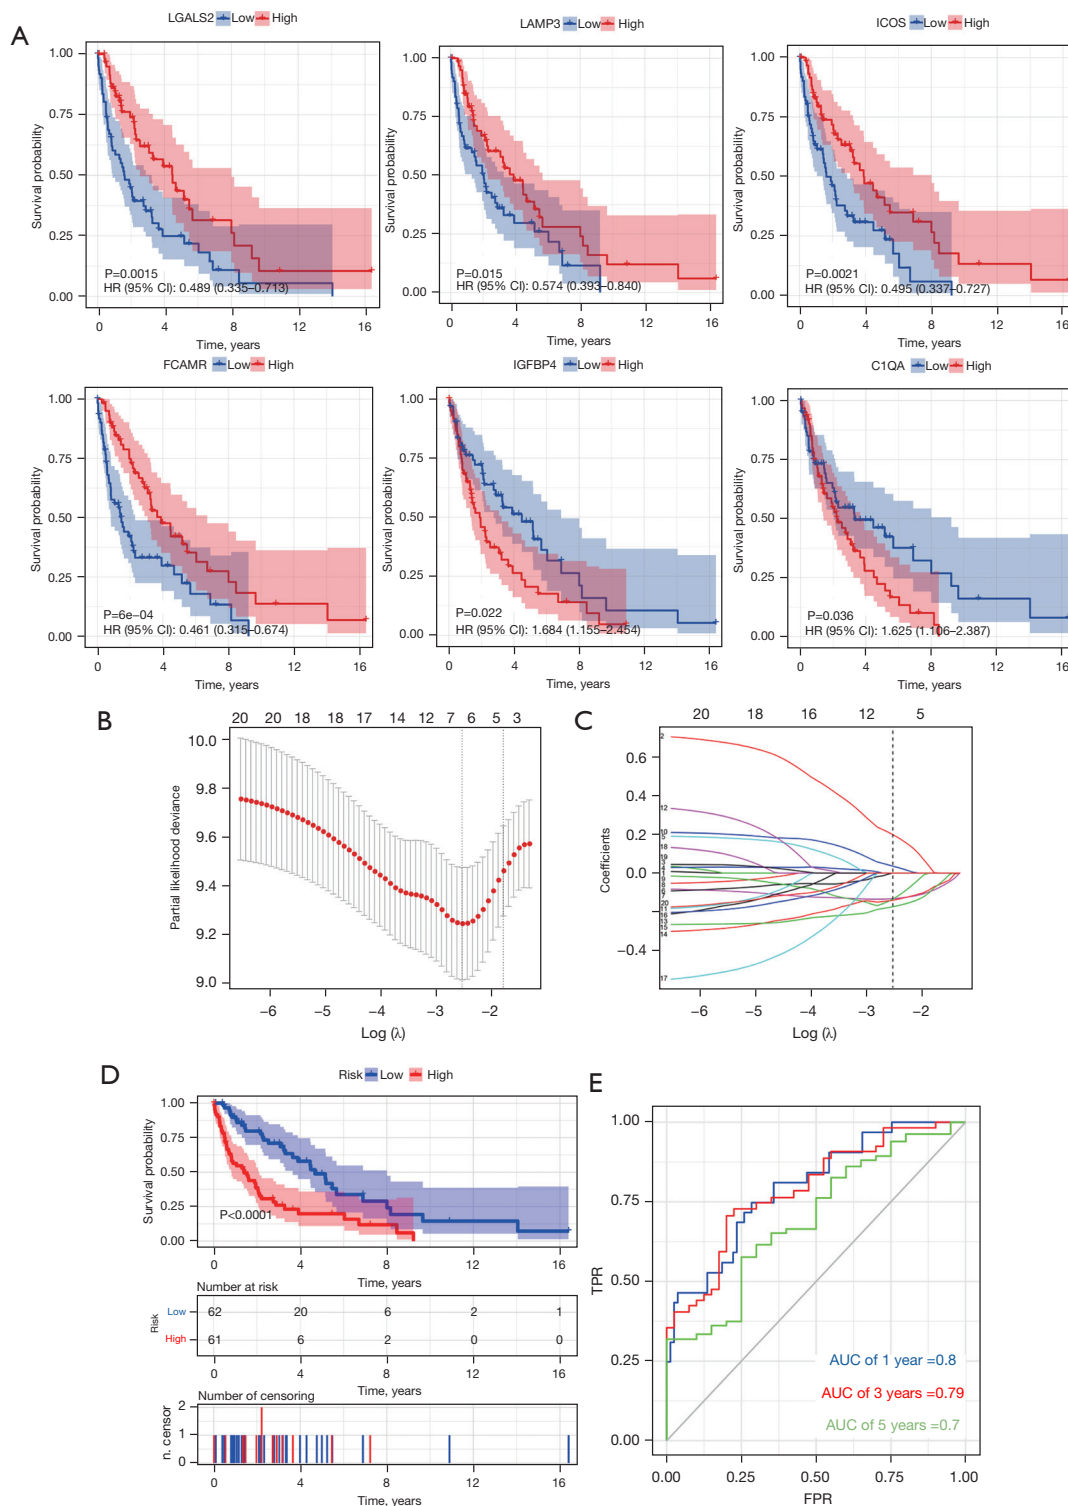 A
LGALS2 Low High
Survival probability
1.00
0.75
0.50
0.25
0.00
P=0.0015
HR (95% CI): 0.489 (0.335–0.713)
0 4 8 12 16
Time, years
LAMP3 Low High
Survival probability
1.00
0.75
0.50
0.25
0.00
P=0.015
HR (95% CI): 0.574 (0.393–0.840)
0 4 8 12 16
Time, years
ICOS Low High
Survival probability
1.00
0.75
0.50
0.25
0.00
P=0.0021
HR (95% CI): 0.495 (0.337–0.727)
0 4 8 12 16
Time, years
FCAMR Low High
Survival probability
1.00
0.75
0.50
0.25
0.00
P=6e−04
HR (95% CI): 0.461 (0.315–0.674)
0 4 8 12 16
Time, years
IGFBP4 Low High
Survival probability
1.00
0.75
0.50
0.25
0.00
P=0.022
HR (95% CI): 1.684 (1.155–2.454)
0 4 8 12 16
Time, years
C1QA Low High
Survival probability
1.00
0.75
0.50
0.25
0.00
P=0.036
HR (95% CI): 1.625 (1.106–2.387)
0 4 8 12 16
Time, years
B
20 20 18 18 17 14 12 7 6 5 3
Partial likelihood deviance
10.0
9.8
9.6
9.4
9.2
9.0
−6 −5 −4 −3 −2
Log (λ)
C
20 18 16 12 5
Coefficients
0.6
0.2
0.0
−0.4
2
12
10
5
18
19
17
−6 −5 −4 −3 −2 −1
Log (λ)
D
Risk Low High
Survival probability
1.00
0.75
0.50
0.25
0.00
P<0.0001
0 4 8 12 16
Time, years
Number at risk
Risk
Low 62 20 6 2 1
High 61 6 2 0 0
0 4 8 12 16
Time, years
Number of censoring
n. censor
2
1
0
0 4 8 12 16
Time, years
E
TPR
1.00
0.75
0.50
0.25
0.00
AUC of 1 year =0.8
AUC of 3 years =0.79
AUC of 5 years =0.7
0.00 0.25 0.50 0.75 1.00
FPR